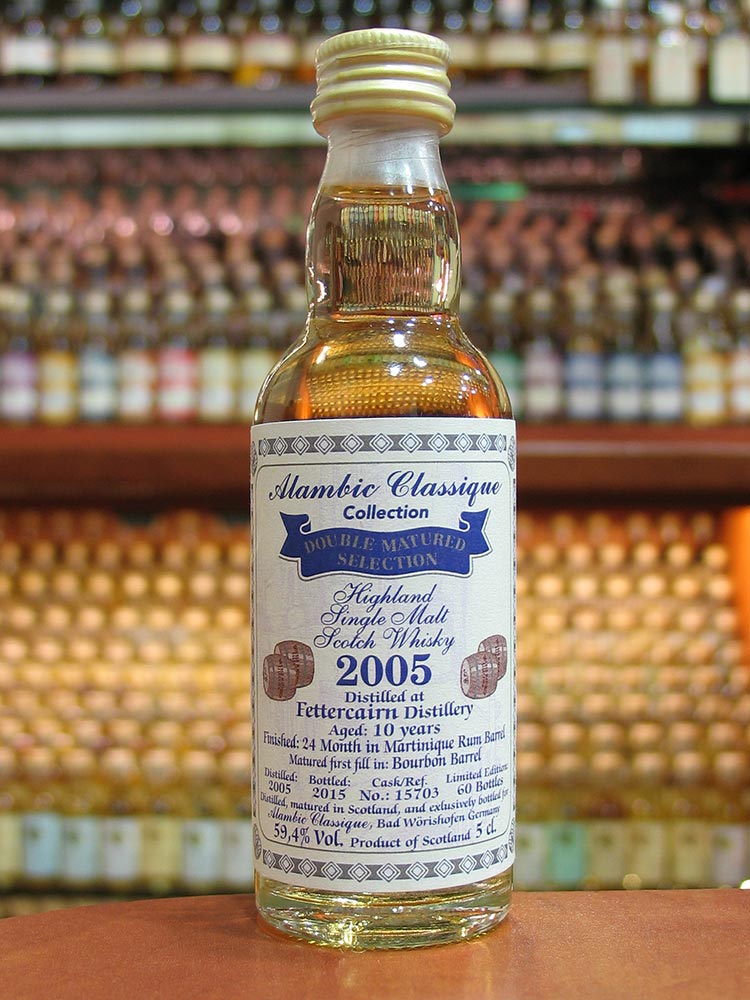 Alambic Classique
Collection
DOUBLE MATURED
SELECTION
Highland
Single Malt
Scotch Whisky
2005
Distilled at
Fettercairn Distillery
Aged: 10 years
Finished: 24 Month in Martinique Rum Barrel
Matured first fill in: Bourbon Barrel
Distilled: Bottled: Cask/Ref. Limited Edition:
2005 2015 No.: 15703 60 Bottles
Distilled, matured in Scotland, and exlusively bottled for
Alambic Classique, Bad Wörishofen Germany
59,4% Vol. Product of Scotland 5 cl.